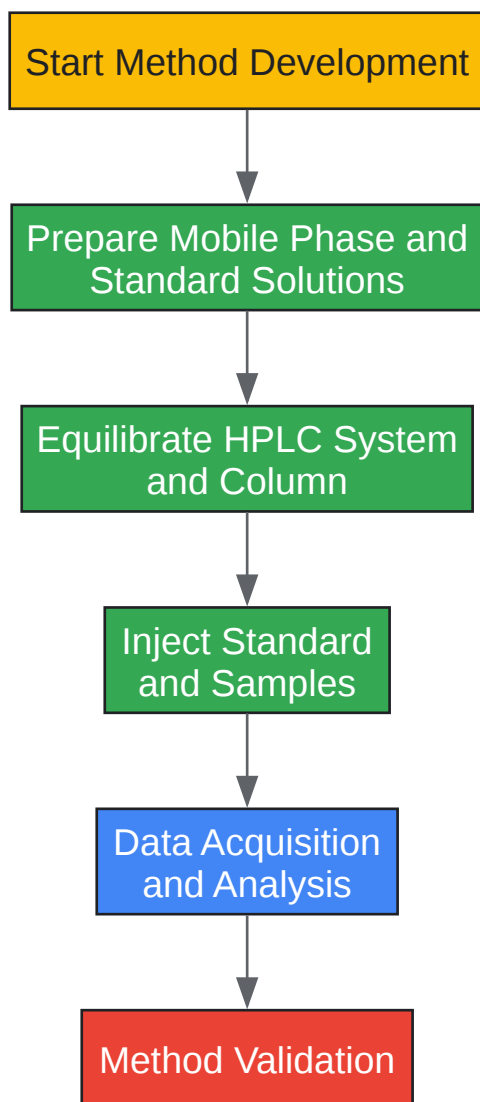 Start Method Development
Prepare Mobile Phase and
Standard Solutions
Equilibrate HPLC System
and Column
Inject Standard
and Samples
Data Acquisition
and Analysis
Method Validation